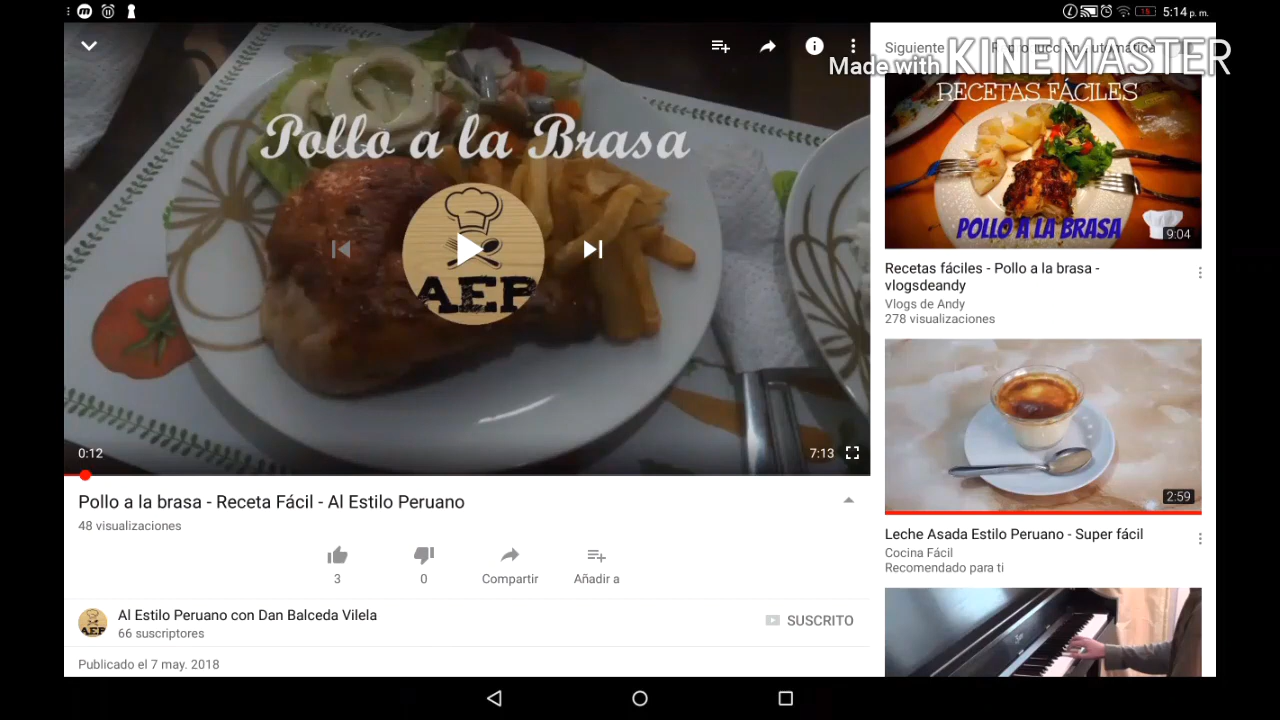 5:14 p. m.
15
Siguiente
Made with KINEMASTER
Pollo a la Brasa
AEP
0:12
7:13
Pollo a la brasa - Receta Fácil - Al Estilo Peruano
48 visualizaciones
3
0
Compartir
Añadir a
Al Estilo Peruano con Dan Balceda Vilela
66 suscriptores
AEP
SUSCRITO
Publicado el 7 may. 2018
RECETAS FÁCILES
POLLO A LA BRASA
9:04
Recetas fáciles - Pollo a la brasa -
vlogsdeandy
Vlogs de Andy
278 visualizaciones
2:59
Leche Asada Estilo Peruano - Super fácil
Cocina Fácil
Recomendado para ti